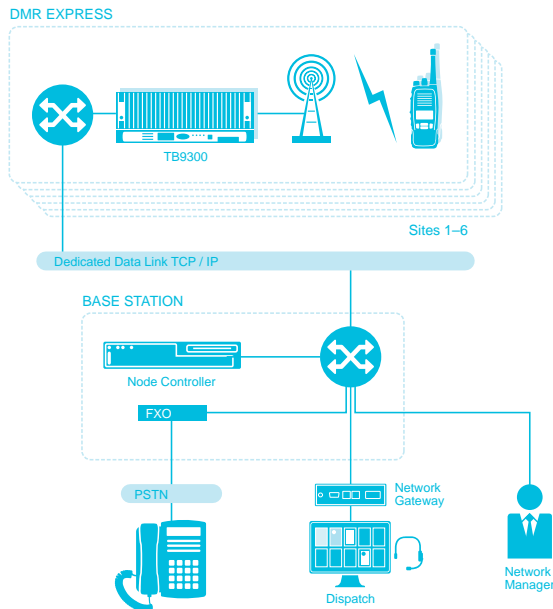 DMR EXPRESS
TB9300
Sites 1–6
Dedicated Data Link TCP / IP
BASE STATION
Node Controller
FXO
PSTN
Network
Gateway
Dispatch
Network
Manager